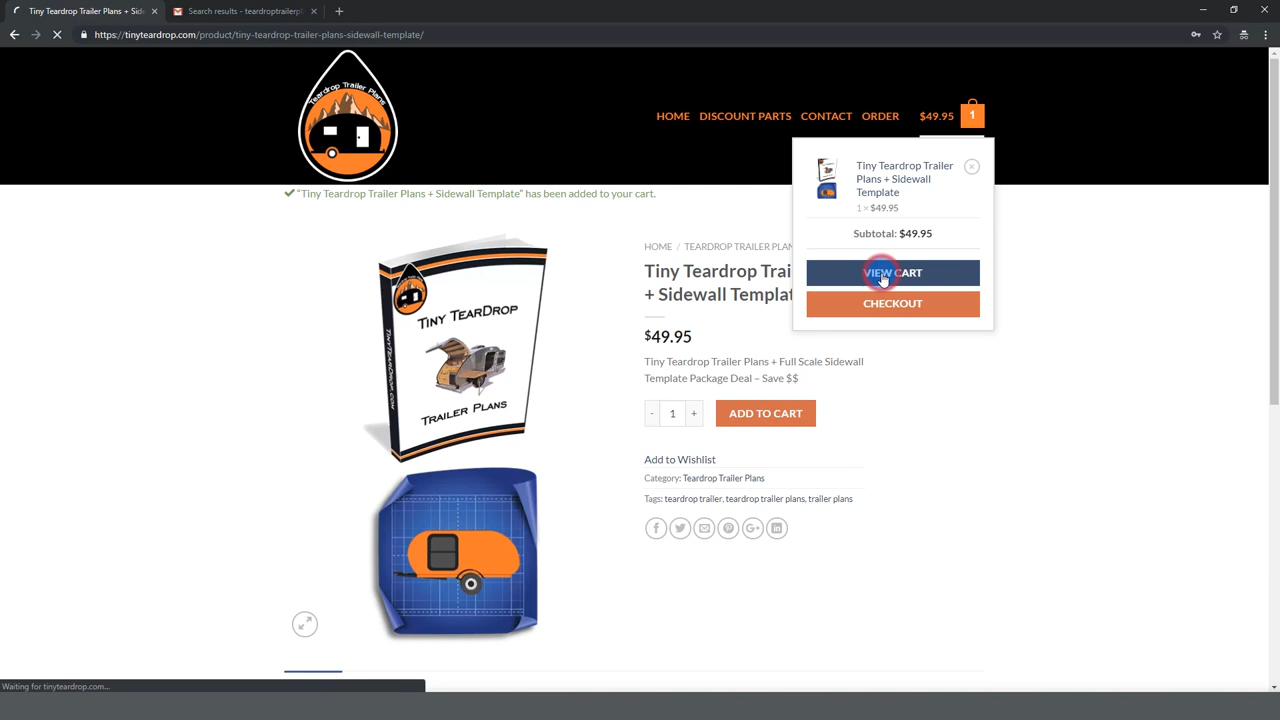 Tiny Teardrop Trailer Plans + Side
Search results - teardroptrailerpl
https://tinyteardrop.com/product/tiny-teardrop-trailer-plans-sidewall-template/
Teardrop Trailer Plans
HOME
DISCOUNT PARTS
CONTACT
ORDER
$49.95
1
Tiny Teardrop Trailer
Plans + Sidewall
Template
1 × $49.95
Subtotal: $49.95
VIEW CART
CHECKOUT
“Tiny Teardrop Trailer Plans + Sidewall Template” has been added to your cart.
HOME / TEARDROP TRAILER PLAN
Tiny Teardrop Trai
+ Sidewall Templat
$49.95
Tiny Teardrop Trailer Plans + Full Scale Sidewall
Template Package Deal – Save $$
- 1 +
ADD TO CART
Add to Wishlist
Category: Teardrop Trailer Plans
Tags: teardrop trailer, teardrop trailer plans, trailer plans
TINY TEARDROP
TRAILER PLANS
TINYTEARDROP.COM
Waiting for tinyteardrop.com...